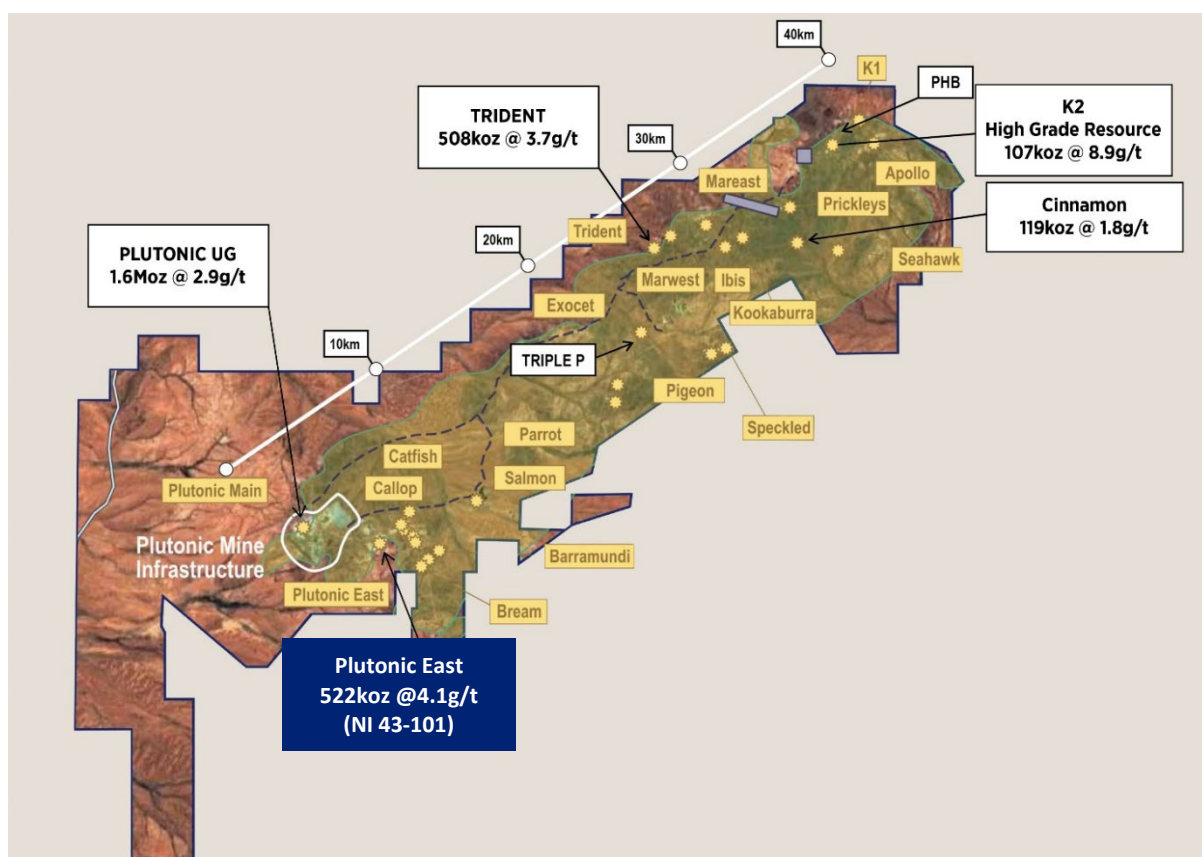 40km
K1
PHB
TRIDENT
508koz @ 3.7g/t
K2
High Grade Resource
107koz @ 8.9g/t
30km
Mareast
Apollo
Prickleys
Cinnamon
119koz @ 1.8g/t
Trident
20km
PLUTONIC UG
1.6Moz @ 2.9g/t
Seahawk
Marwest
Ibis
Exocet
Kookaburra
10km
TRIPLE P
Pigeon
Speckled
Parrot
Catfish
Salmon
Callop
Plutonic Main
Plutonic Mine
Infrastructure
Barramundi
Plutonic East
Bream
Plutonic East
522koz @4.1g/t
(NI 43-101)